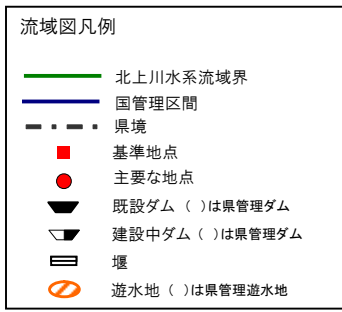 流域図凡例
北上川水系流域界
国管理区間
県境
基準地点
主要な地点
既設ダム （ ）は県管理ダム
建設中ダム （ ）は県管理ダム
堰
遊水地 （ ）は県管理遊水地